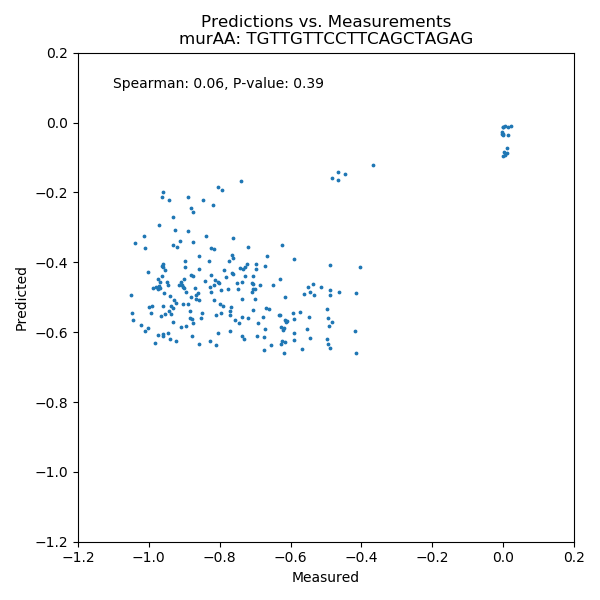 Predictions vs. Measurements
murAA: TGTTGTTCCTTCAGCTAGAG
Spearman: 0.06, P-value: 0.39
0.2
0.0
−0.2
−0.4
−0.6
−0.8
−1.0
−1.2
Predicted
−1.2 −1.0 −0.8 −0.6 −0.4 −0.2 0.0 0.2
Measured